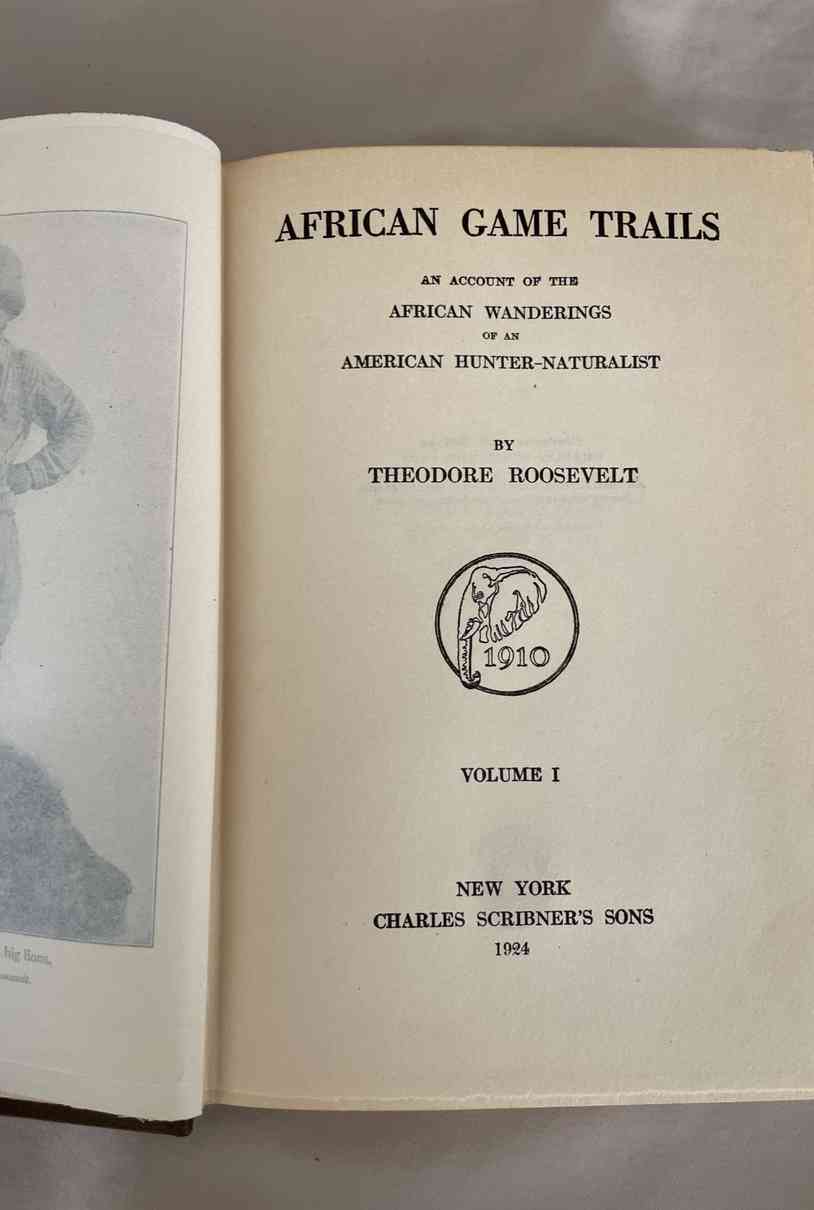 big lions.
AFRICAN GAME TRAILS
AN ACCOUNT OF THE
AFRICAN WANDERINGS
OF AN
AMERICAN HUNTER-NATURALIST
BY
THEODORE ROOSEVELT
1910
VOLUME I
NEW YORK
CHARLES SCRIBNER'S SONS
1924